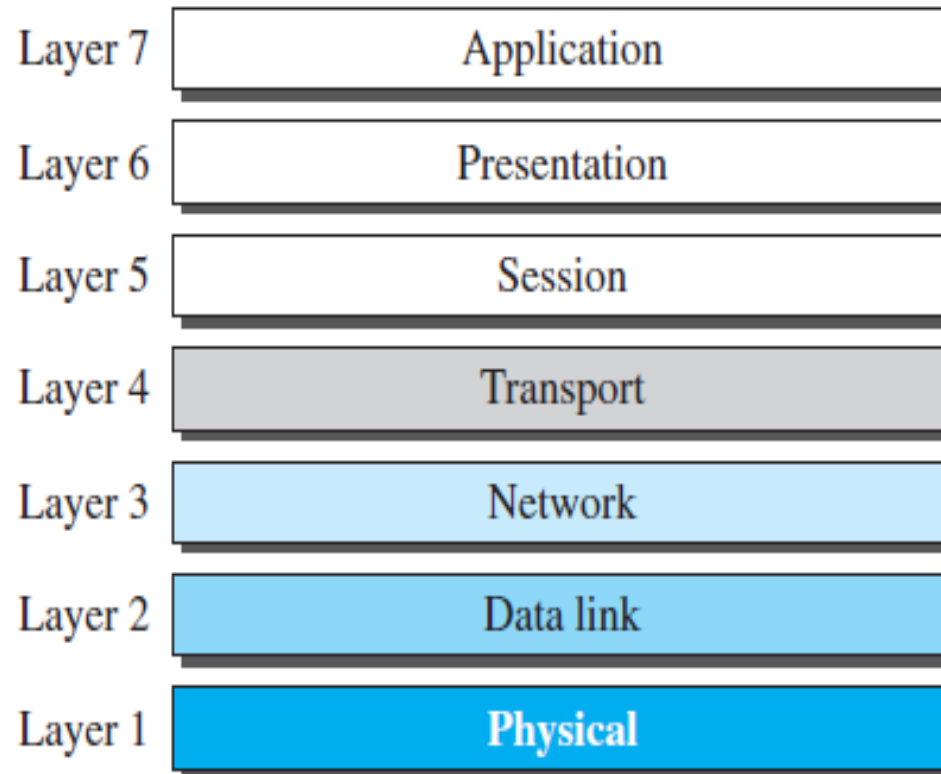 Layer 7 Application
Layer 6 Presentation
Layer 5 Session
Layer 4 Transport
Layer 3 Network
Layer 2 Data link
Layer 1 Physical